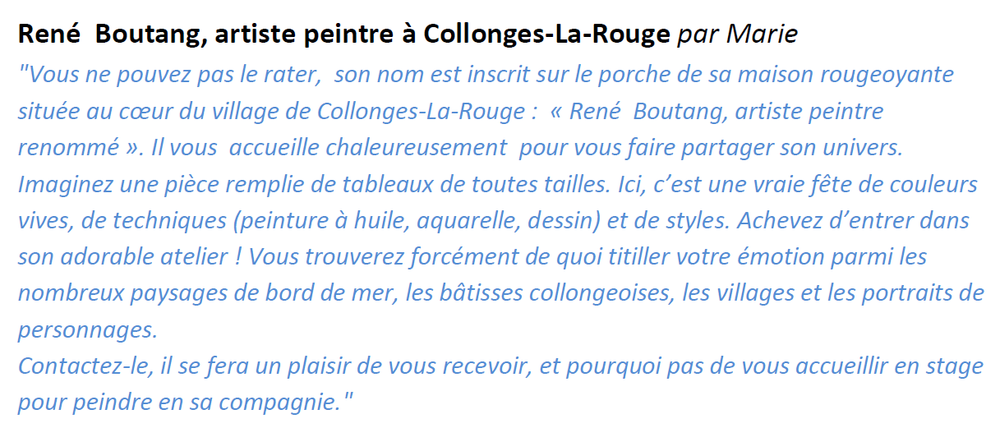 René  Boutang, artiste peintre à Collonges-La-Rouge par Marie
"Vous ne pouvez pas le rater,  son nom est inscrit sur le porche de sa maison rougeoyante
située au cœur du village de Collonges-La-Rouge :  « René  Boutang, artiste peintre
renommé ». Il vous  accueille chaleureusement  pour vous faire partager son univers.
Imaginez une pièce remplie de tableaux de toutes tailles. Ici, c’est une vraie fête de couleurs
vives, de techniques (peinture à huile, aquarelle, dessin) et de styles. Achevez d’entrer dans
son adorable atelier ! Vous trouverez forcément de quoi titiller votre émotion parmi les
nombreux paysages de bord de mer, les bâtisses collongeoises, les villages et les portraits de
personnages.
Contactez-le, il se fera un plaisir de vous recevoir, et pourquoi pas de vous accueillir en stage
pour peindre en sa compagnie."